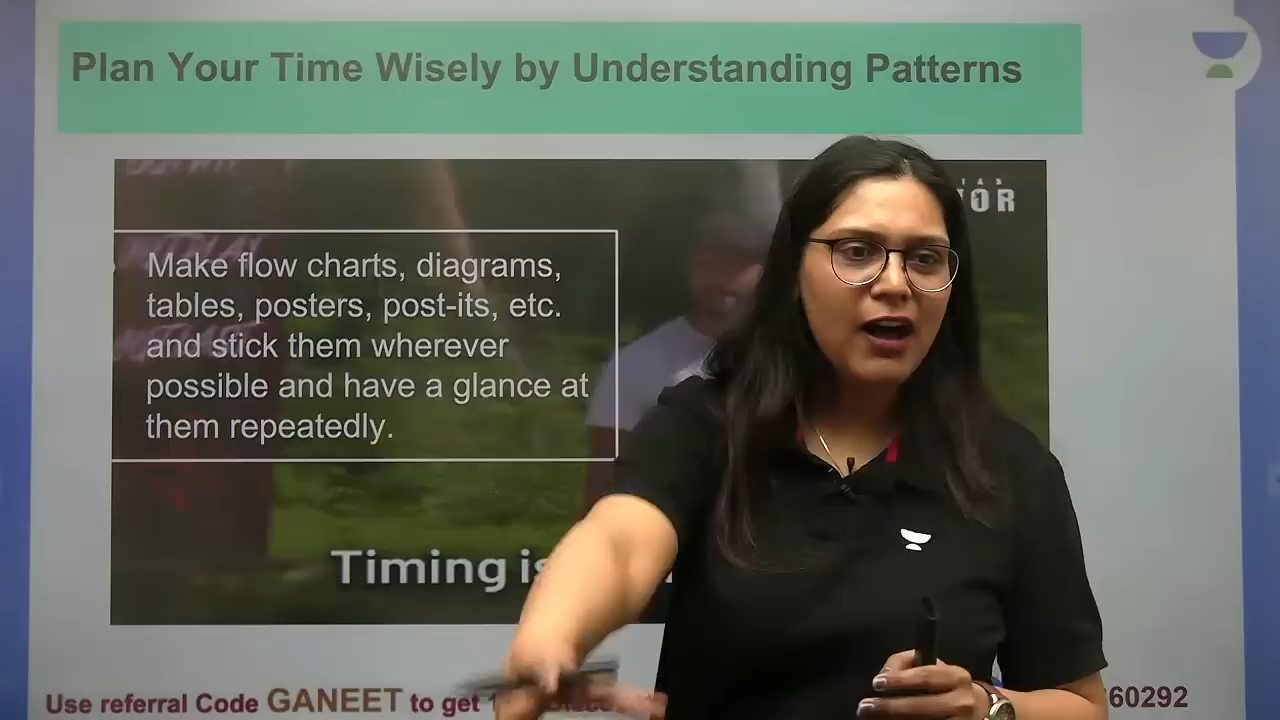 Plan Your Time Wisely by Understanding Patterns
Make flow charts, diagrams,
tables, posters, post-its, etc.
and stick them wherever
possible and have a glance at
them repeatedly.
Timing
Use referral Code GANEET to get
60292